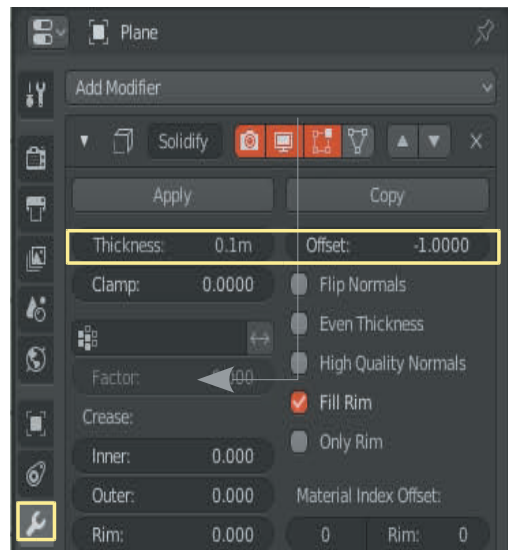 Plane
Add Modifier
Solidify
Apply Copy
Thickness: 0.1m Offset: -1.0000
Clamp: 0.0000 Flip Normals
Even Thickness
High Quality Normals
Factor:
Fill Rim
Crease:
Only Rim
Inner: 0.000
Outer: 0.000 Material Index Offset:
Rim: 0.000 0 Rim: 0